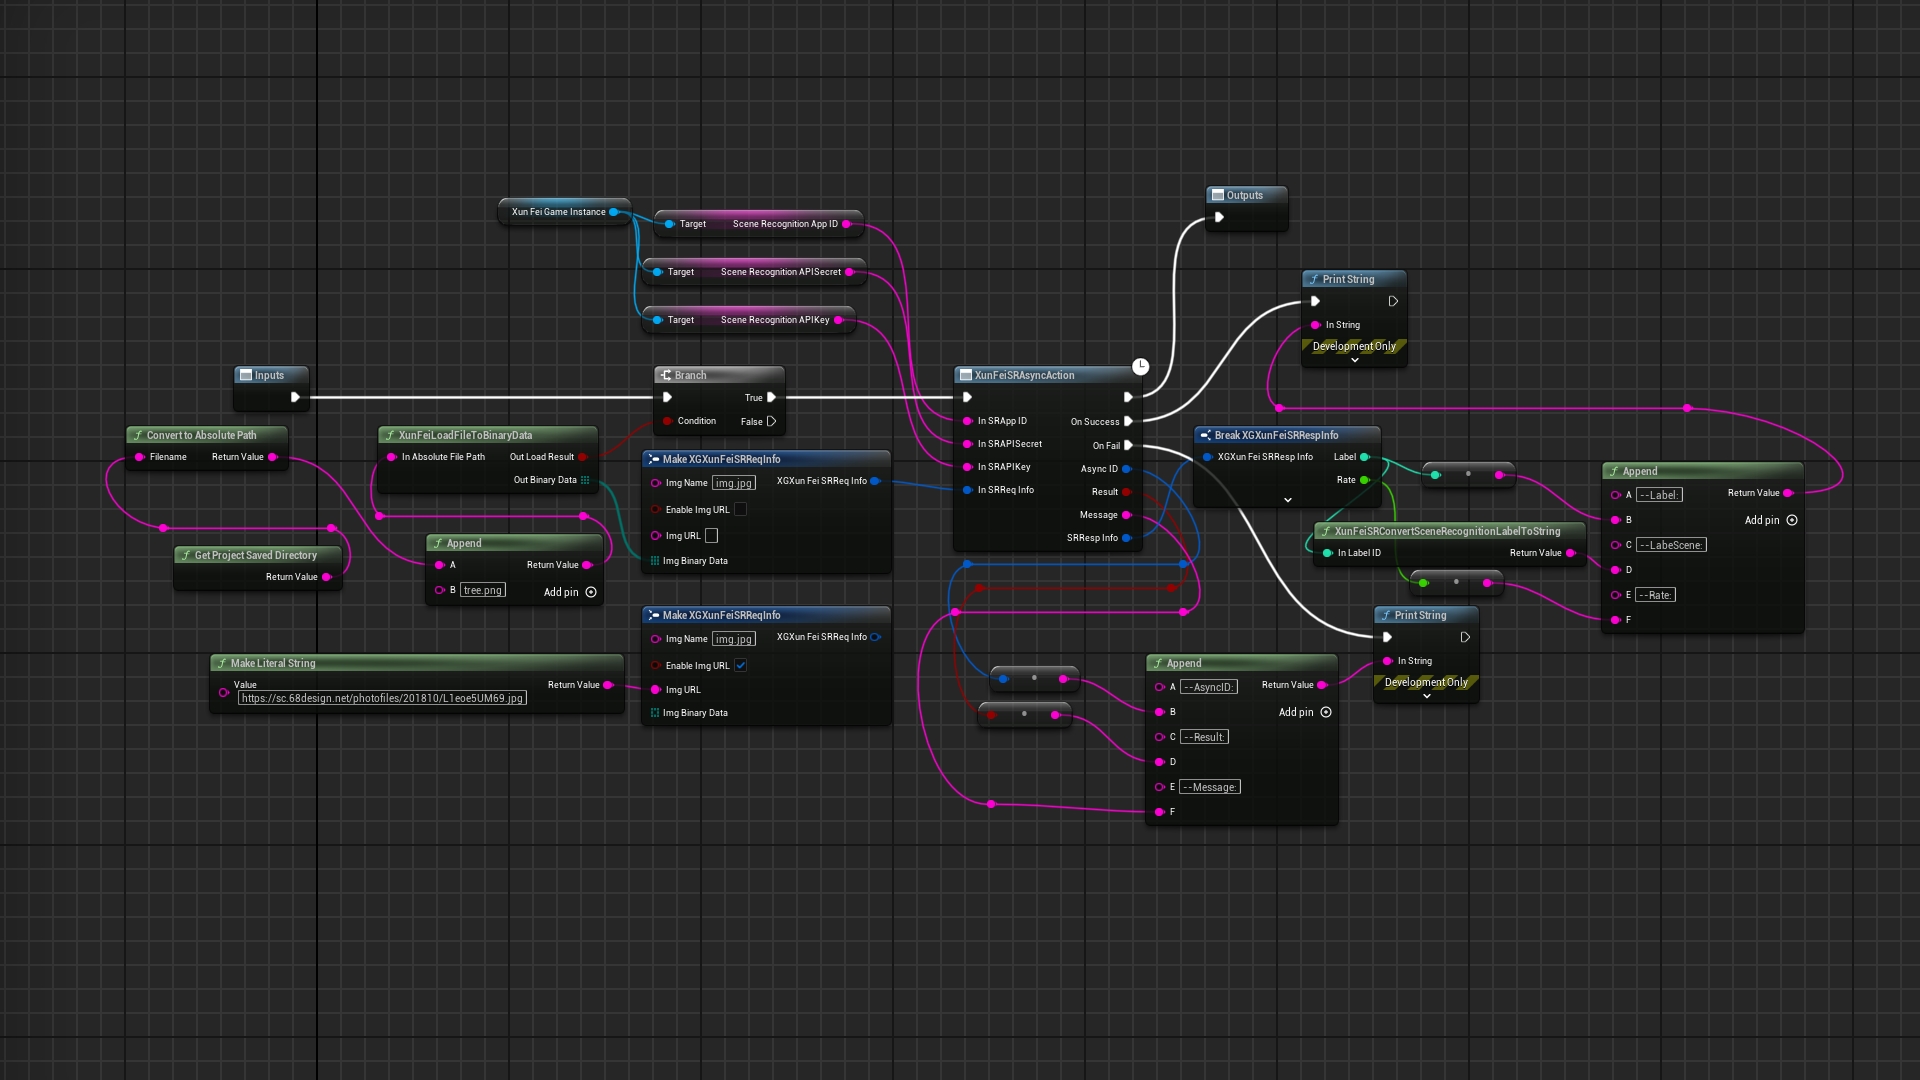 Outputs
Xun Fei Game Instance
Target Scene Recognition App ID
Target Scene Recognition APISecret
Target Scene Recognition APIKey
Print String
In String
Development Only
Inputs
Branch
True
Condition False
XunFeiSRAsyncAction
On Success
In SRApp ID
In SRAPISecret
On Fail
In SRAPIKey
Async ID
In SRReq Info
Result
Message
SRResp Info
Convert to Absolute Path
Filename Return Value
XunFeiLoadFileToBinaryData
In Absolute File Path Out Load Result
Out Binary Data
Make XGXunFeiSRReqInfo
Img Name img.jpg XGXun Fei SRReq Info
Enable Img URL
Img URL
Img Binary Data
Break XGXunFeiSRRespInfo
XGXun Fei SRResp Info Label
Rate
XunFeiSRConvertSceneRecognitionLabelToString
In Label ID Return Value
Append
A --Label: Return Value
B Add pin
C --LabeScene:
D
E --Rate:
F
Get Project Saved Directory
Return Value
Append
A Return Value
B tree.png Add pin
Make XGXunFeiSRReqInfo
Img Name img.jpg XGXun Fei SRReq Info
Enable Img URL
Img URL
Img Binary Data
Make Literal String
Value Return Value
https://sc.68design.net/photofiles/201810/L1eoe5UM69.jpg
Print String
In String
Development Only
Append
A --AsyncID: Return Value
B Add pin
C --Result:
D
E --Message:
F